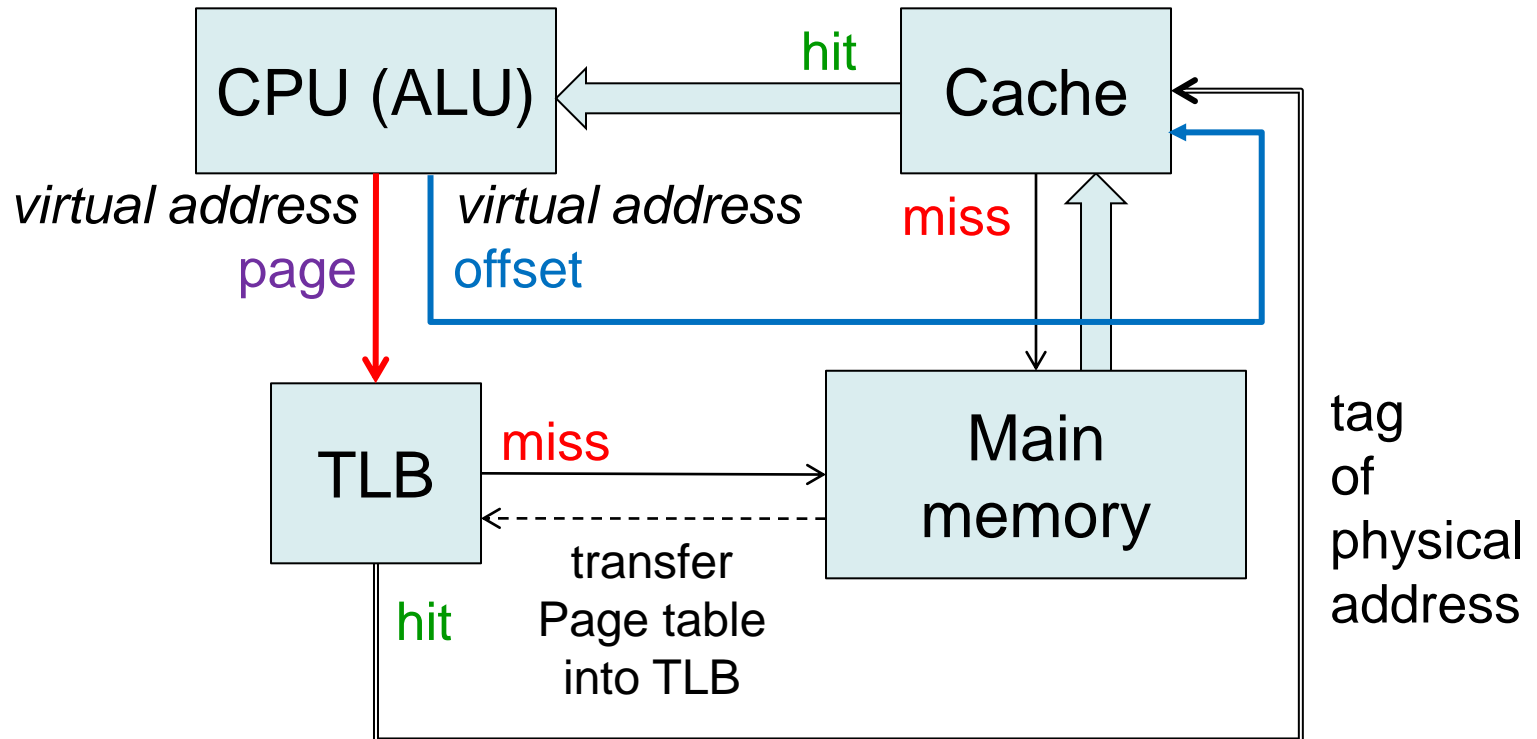 CPU (ALU)
hit
Cache
virtual address
page
virtual address
offset
miss
TLB
miss
Main
memory
transfer
Page table
into TLB
hit
tag
of
physical
address